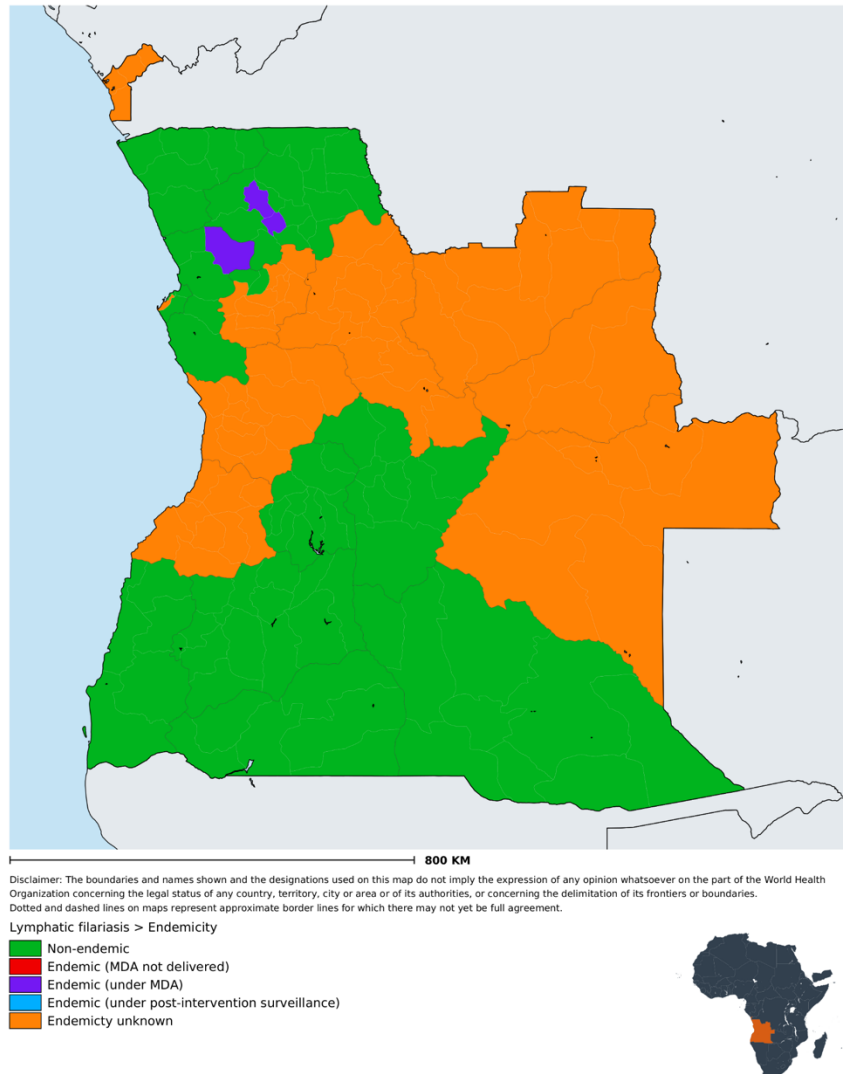 800 KM
Disclaimer: The boundaries and names shown and the designations used on this map do not imply the expression of any opinion whatsoever on the part of the World Health
Organization concerning the legal status of any country, territory, city or area or of its authorities, or concerning the delimitation of its frontiers or boundaries.
Dotted and dashed lines on maps represent approximate border lines for which there may not yet be full agreement.
Lymphatic filariasis > Endemicity
Non-endemic
Endemic (MDA not delivered)
Endemic (under MDA)
Endemic (under post-intervention surveillance)
Endemicty unknown